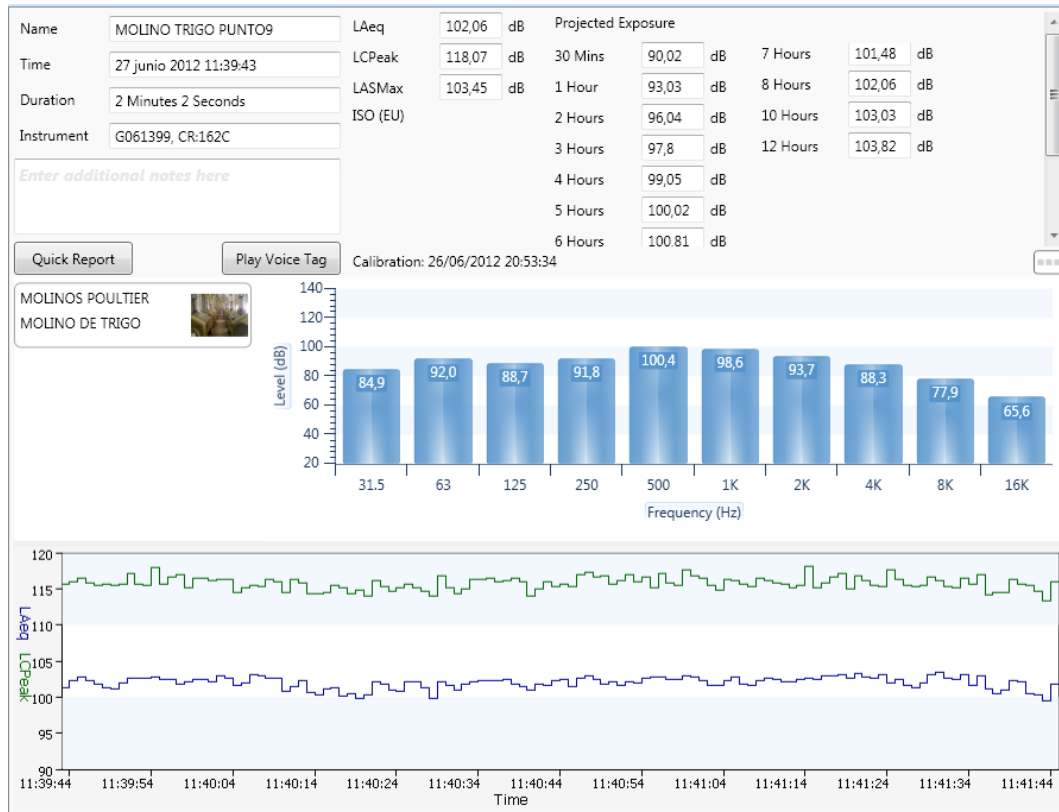 Name MOLINO TRIGO PUNTO9
Time 27 junio 2012 11:39:43
Duration 2 Minutes 2 Seconds
Instrument G061399, CR:162C
Enter additional notes here
Quick Report Play Voice Tag
LAeq 102,06 dB
LCPeak 118,07 dB
LASMax 103,45 dB
ISO (EU)
Projected Exposure
30 Mins 90,02 dB
1 Hour 93,03 dB
2 Hours 96,04 dB
3 Hours 97,8 dB
4 Hours 99,05 dB
5 Hours 100,02 dB
6 Hours 100,81 dB
7 Hours 101,48 dB
8 Hours 102,06 dB
10 Hours 103,03 dB
12 Hours 103,82 dB
Calibration: 26/06/2012 20:53:34
MOLINOS POULTIER
MOLINO DE TRIGO
Level (dB)
140
120
100
80
60
40
20
84,9 92,0 88,7 91,8 100,4 98,6 93,7 88,3 77,9 65,6
31.5 63 125 250 500 1K 2K 4K 8K 16K
Frequency (Hz)
LAeq LCPeak
120
115
110
105
100
95
90
11:39:44 11:39:54 11:40:04 11:40:14 11:40:24 11:40:34 11:40:44 11:40:54 11:41:04 11:41:14 11:41:24 11:41:34 11:41:44
Time